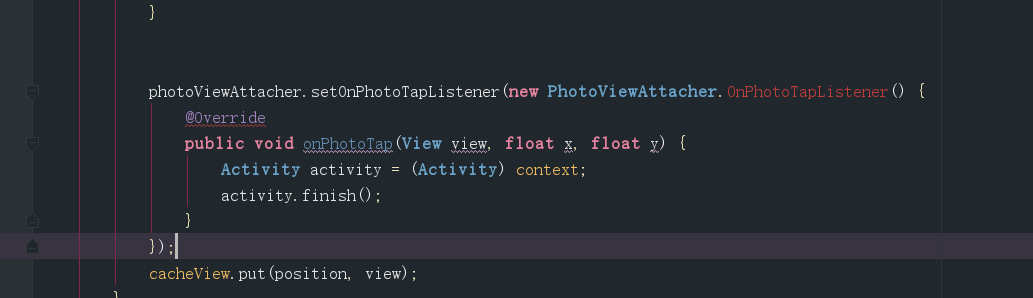 }
photoViewAttacher.setOnPhotoTapListener(new PhotoViewAttacher.OnPhotoTapListener() {
@Override
public void onPhotoTap(View view, float x, float y) {
Activity activity = (Activity) context;
activity.finish();
}
});
cacheView.put(position, view);
}